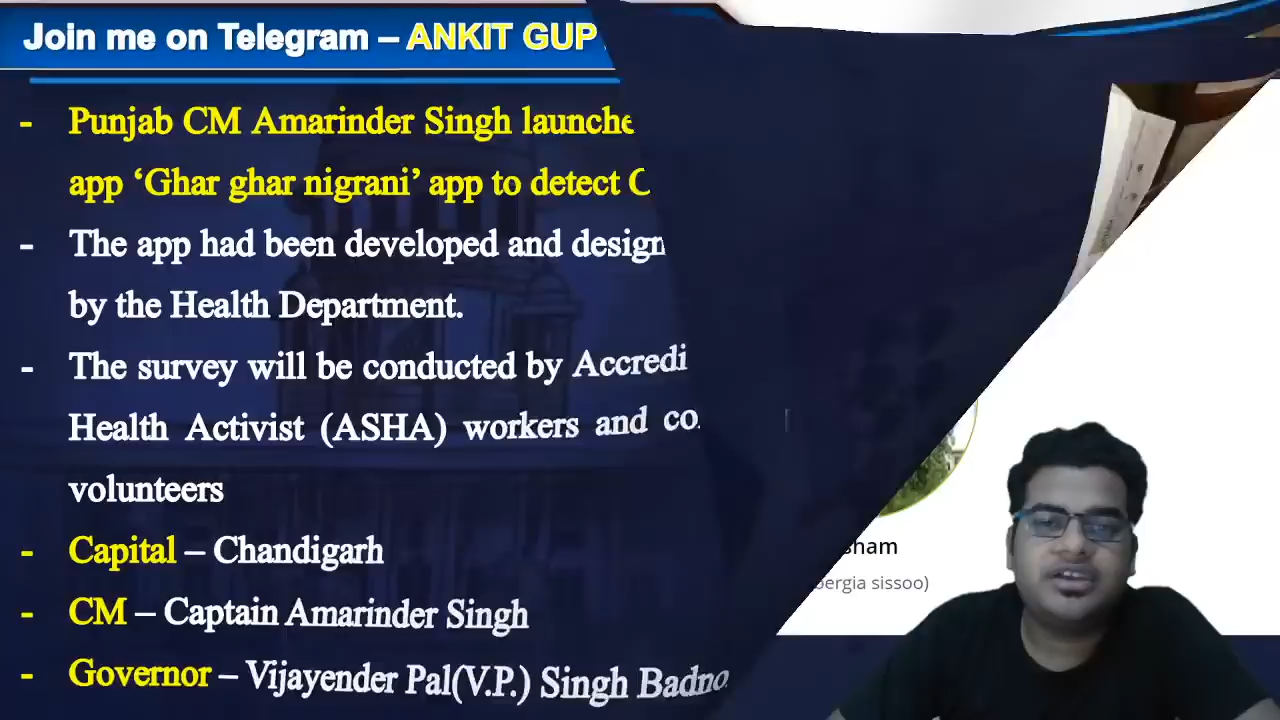 Join me on Telegram – ANKIT GUP
- Punjab CM Amarinder Singh launche
app ‘Ghar ghar nigrani’ app to detect C
- The app had been developed and design
by the Health Department.
- The survey will be conducted by Accredi
Health Activist (ASHA) workers and co
volunteers
- Capital – Chandigarh
- CM – Captain Amarinder Singh
- Governor – Vijayender Pal(V.P.) Singh Badno
sham
bergia sissoo)